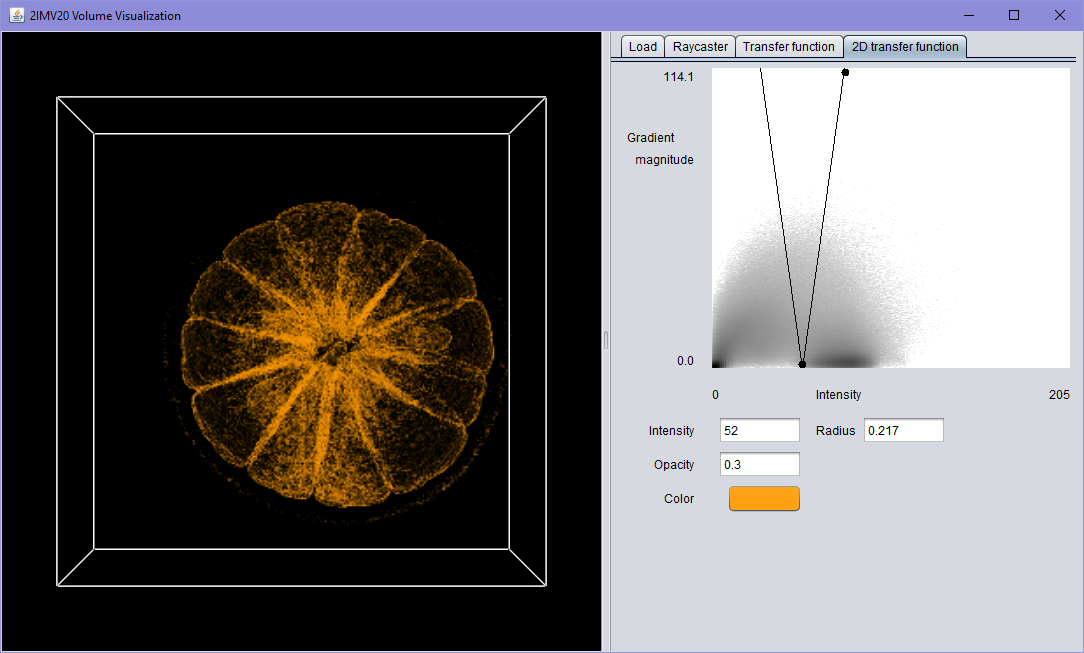 2IMV20 Volume Visualization
Load Raycaster Transfer function 2D transfer function
114.1
Gradient
magnitude
0.0
0 Intensity 205
Intensity 52 Radius 0.217
Opacity 0.3
Color